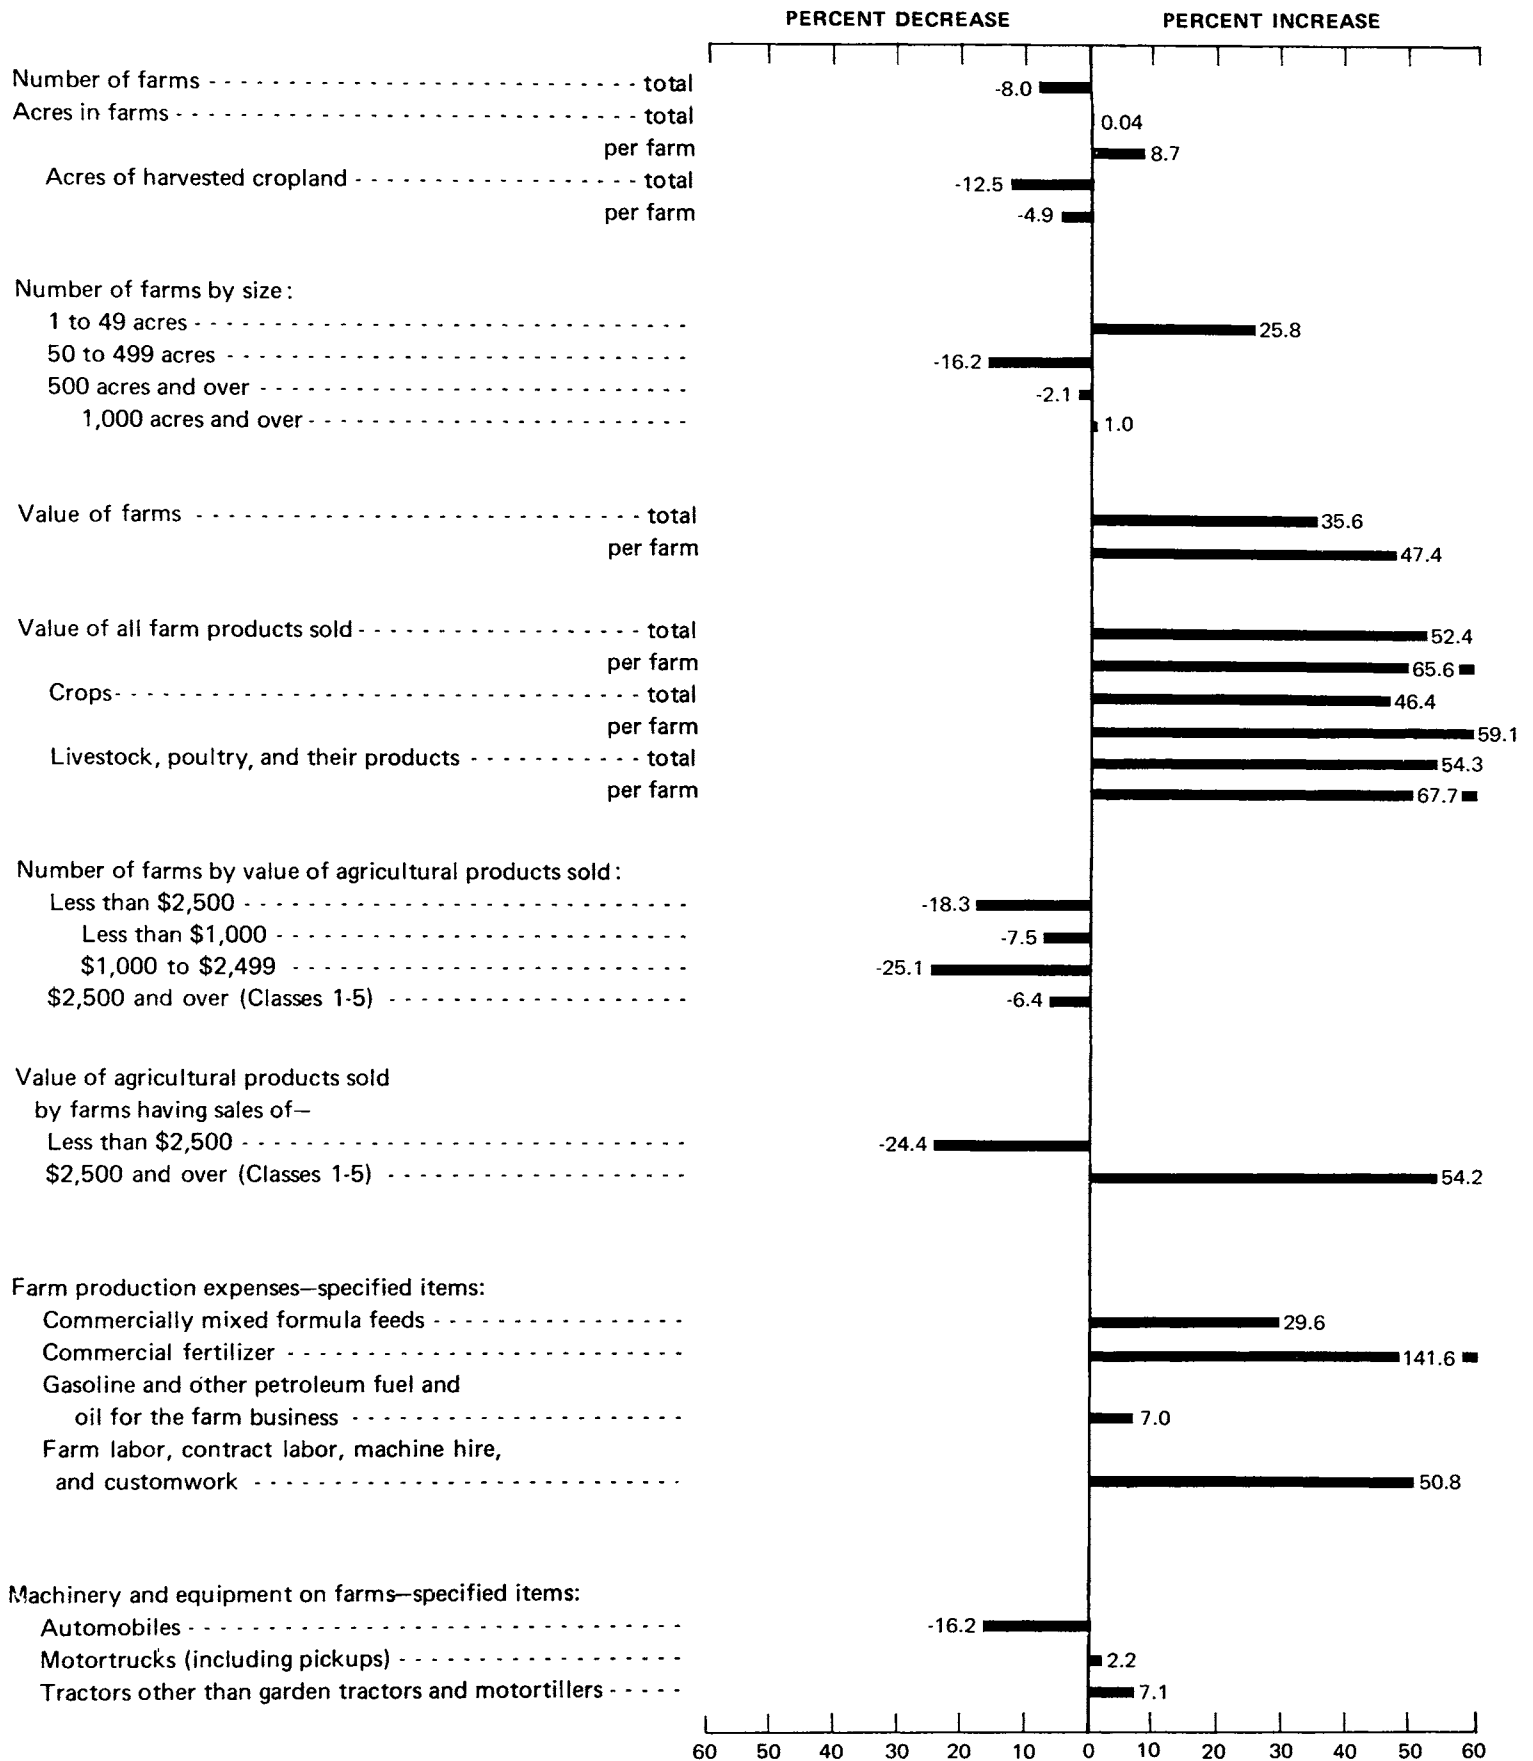 PERCENT DECREASE PERCENT INCREASE
Number of farms total -8.0
Acres in farms total 0.04
per farm 8.7
Acres of harvested cropland total -12.5
per farm -4.9
Number of farms by size:
1 to 49 acres 25.8
50 to 499 acres -16.2
500 acres and over -2.1
1,000 acres and over 1.0
Value of farms total 35.6
per farm 47.4
Value of all farm products sold total 52.4
per farm 65.6
Crops total 46.4
per farm 59.1
Livestock, poultry, and their products total 54.3
per farm 67.7
Number of farms by value of agricultural products sold:
Less than $2,500 -18.3
Less than $1,000 -7.5
$1,000 to $2,499 -25.1
$2,500 and over (Classes 1-5) -6.4
Value of agricultural products sold
by farms having sales of—
Less than $2,500 -24.4
$2,500 and over (Classes 1-5) 54.2
Farm production expenses—specified items:
Commercially mixed formula feeds 29.6
Commercial fertilizer 141.6
Gasoline and other petroleum fuel and
oil for the farm business 7.0
Farm labor, contract labor, machine hire,
and customwork 50.8
Machinery and equipment on farms—specified items:
Automobiles -16.2
Motortrucks (including pickups) 2.2
Tractors other than garden tractors and motortillers 7.1
60 50 40 30 20 10 0 10 20 30 40 50 60